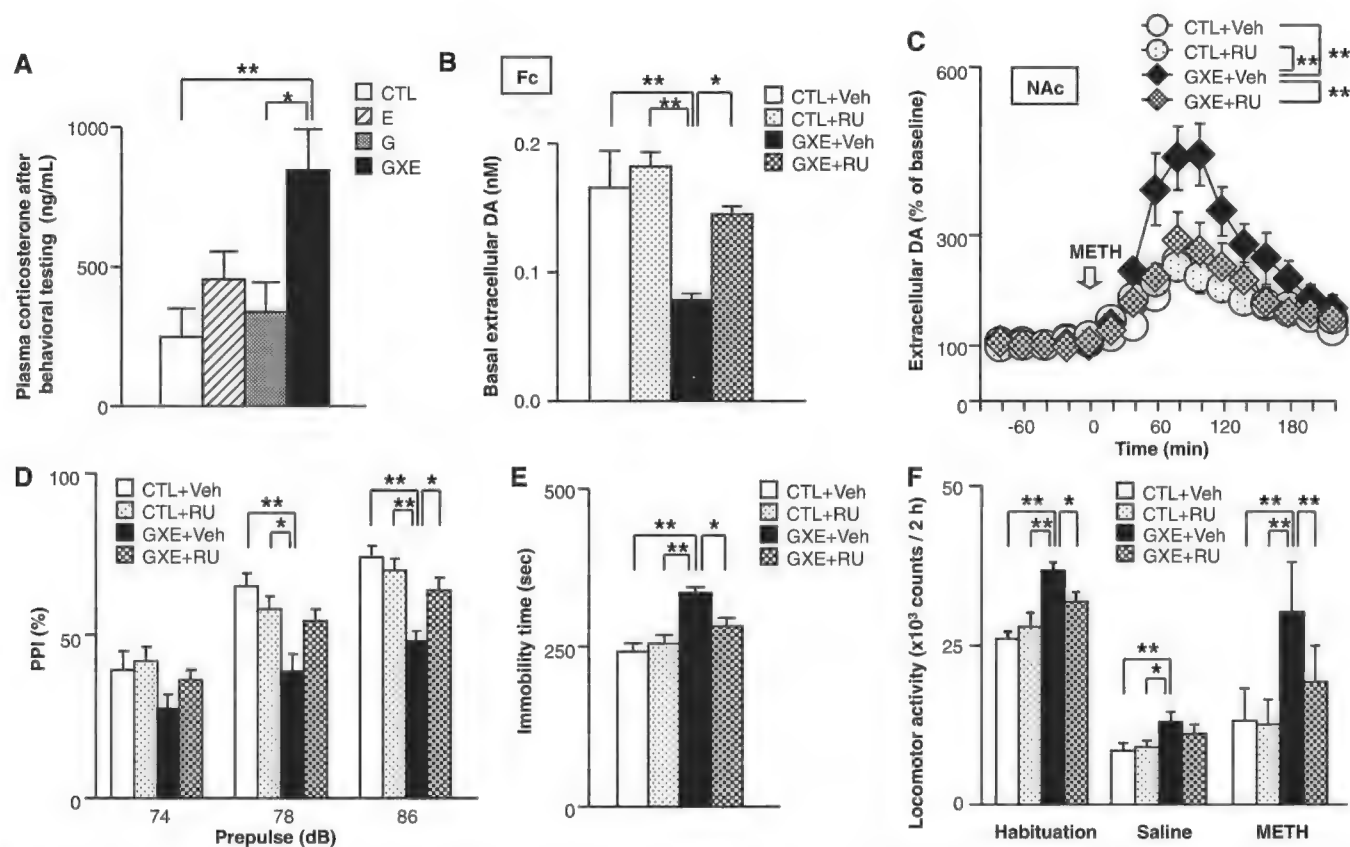 A
Plasma corticosterone after
behavioral testing (ng/mL)
1000
500
0
**
*
CTL
E
G
GXE
B
Fc
Basal extracellular DA (nM)
0.2
0.1
0.0
**
*
**
CTL+Veh
CTL+RU
GXE+Veh
GXE+RU
C
NAc
CTL+Veh
CTL+RU
GXE+Veh
GXE+RU
**
**
**
Extracellular DA (% of baseline)
600
300
100
0
METH
-60
0
60
120
180
Time (min)
D
PPI (%)
100
50
0
CTL+Veh
CTL+RU
GXE+Veh
GXE+RU
**
*
**
*
**
74
78
86
Prepulse (dB)
E
Immobility time (sec)
500
250
0
**
*
**
CTL+Veh
CTL+RU
GXE+Veh
GXE+RU
F
Locomotor activity (x10³ counts / 2 h)
50
25
0
**
*
**
**
*
**
**
**
CTL+Veh
CTL+RU
GXE+Veh
GXE+RU
Habituation
Saline
METH